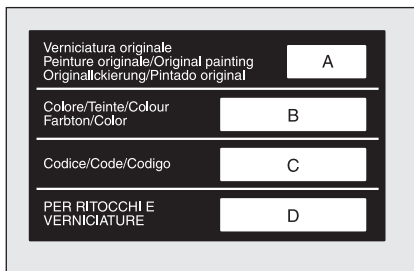 Verniciatura originale
Peinture originale/Original painting
Originallckierung/Pintado original
A
Colore/Teinte/Colour
Farbton/Color
B
Codice/Code/Codigo
C
PER RITOCCHI E
VERNICIATURE
D